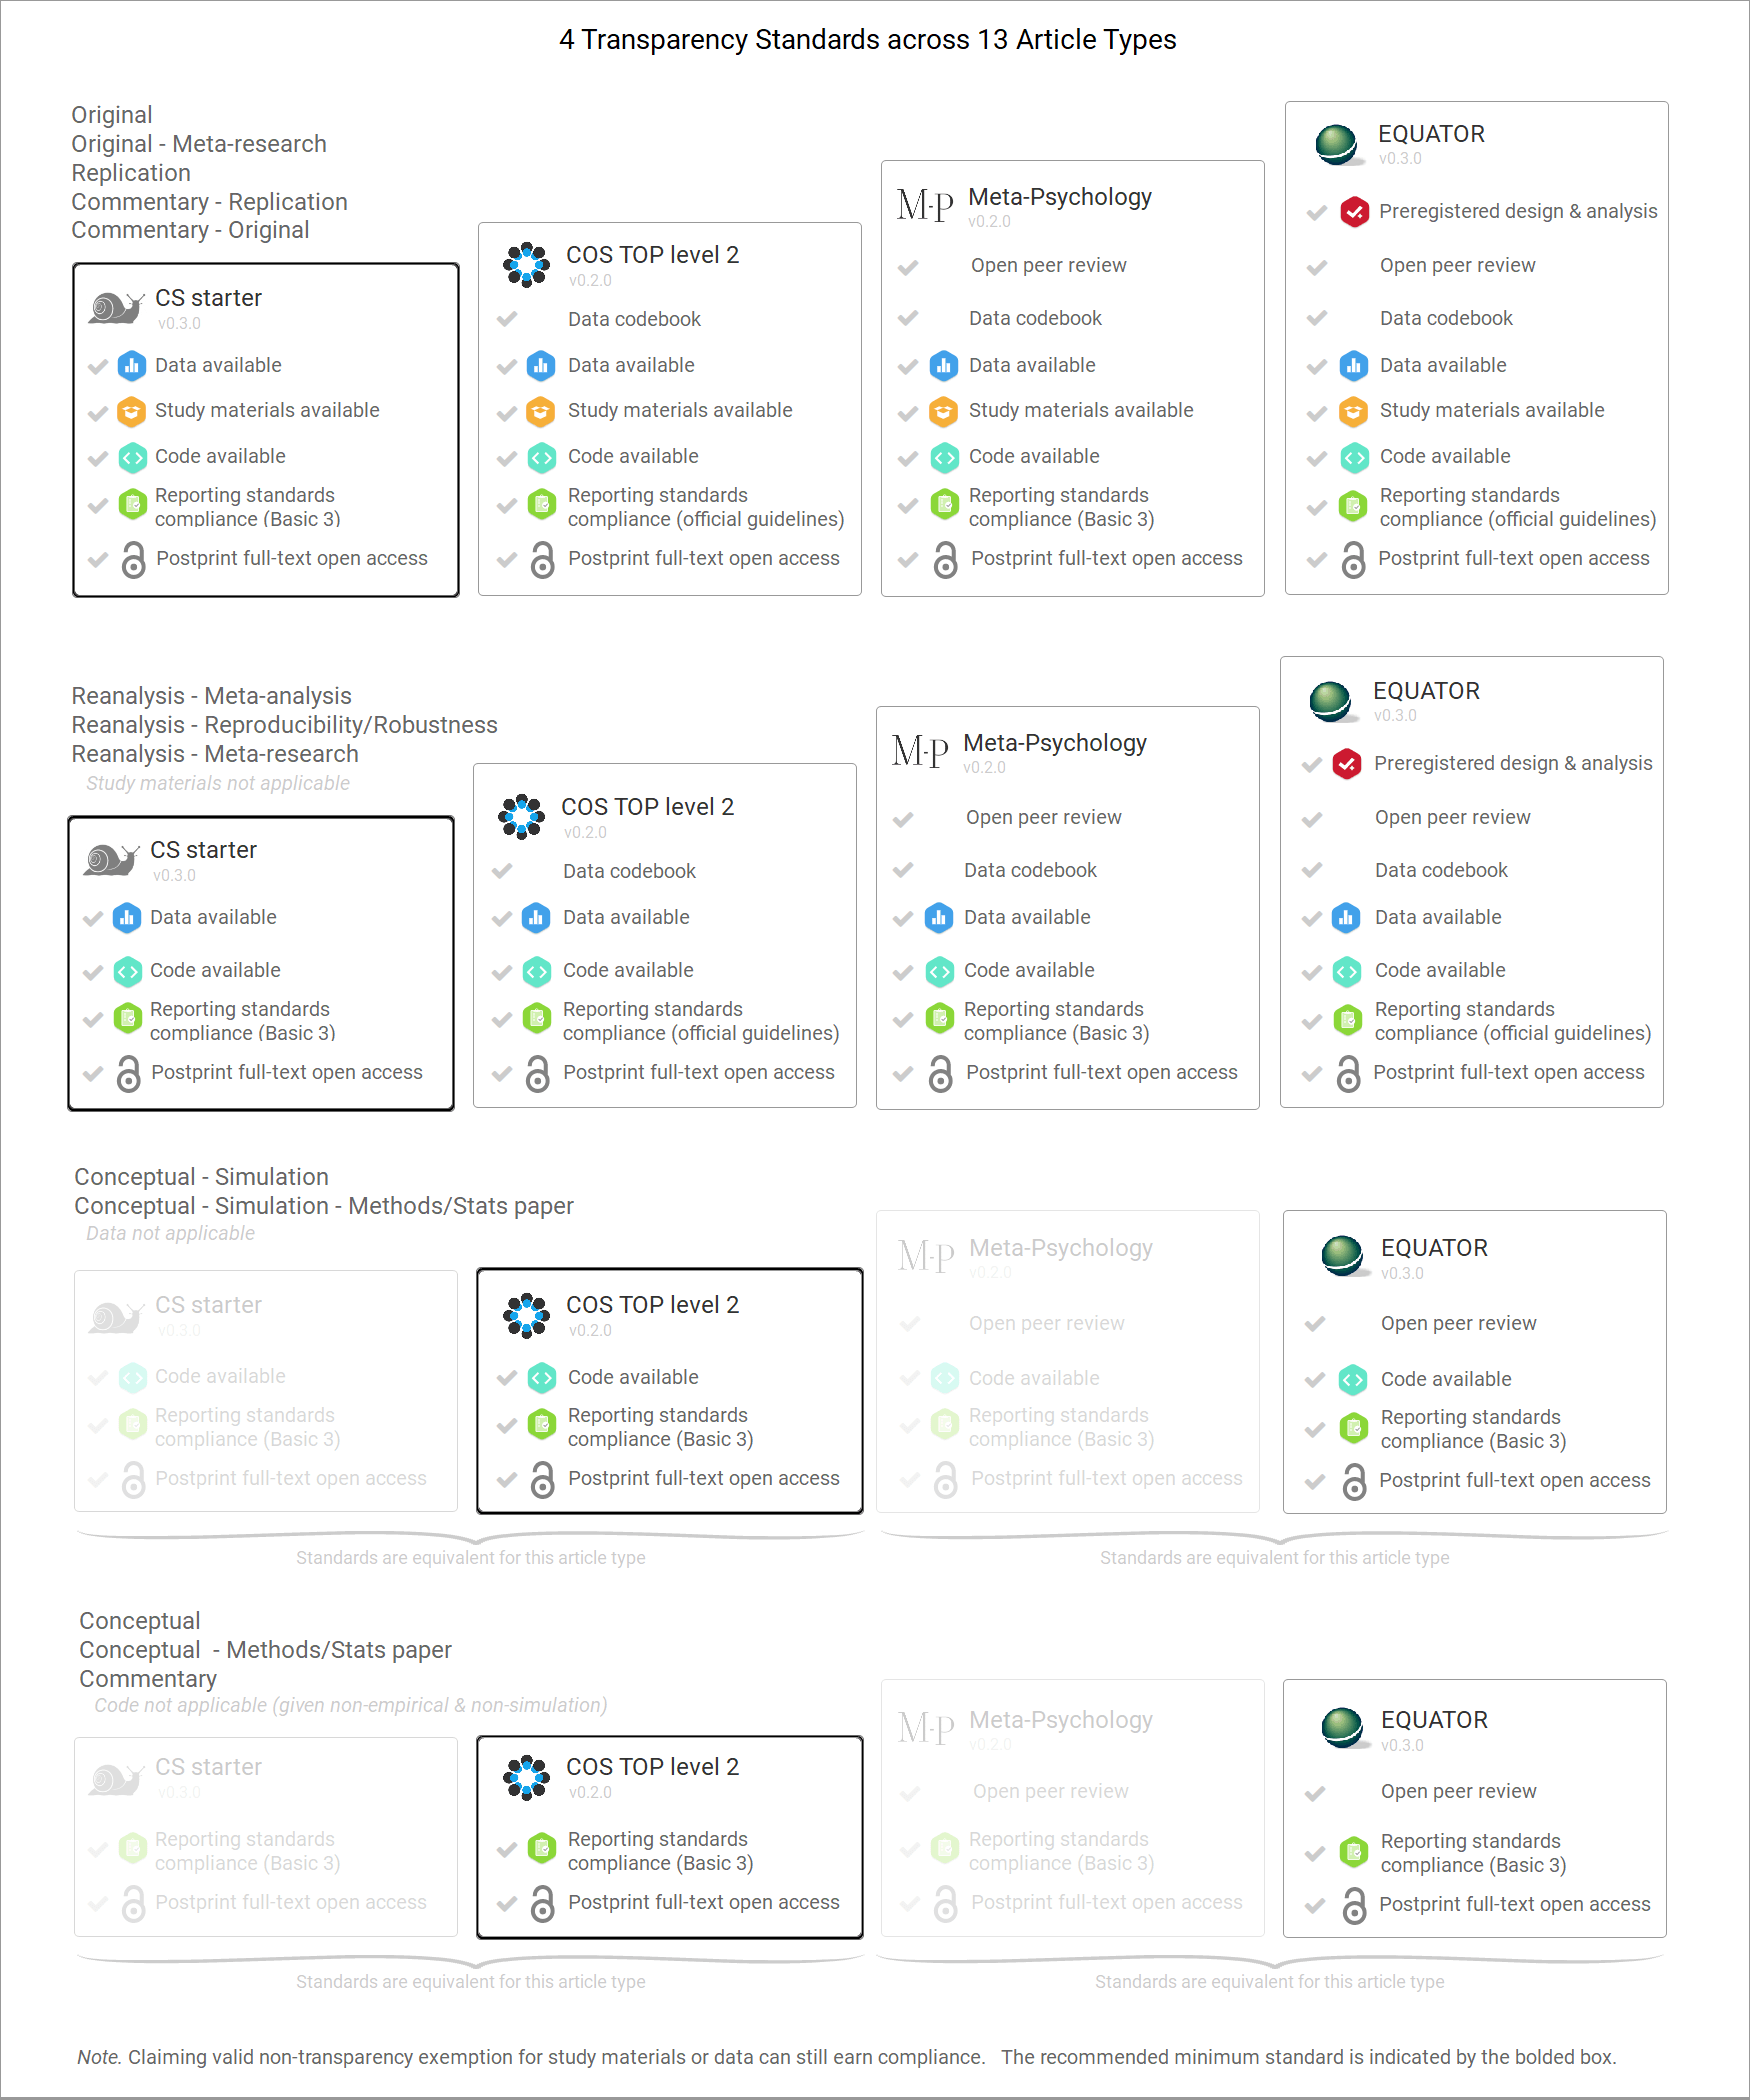 4 Transparency Standards across 13 Article Types
Original
Original - Meta-research
Replication
Commentary - Replication
Commentary - Original
CS starter
v0.3.0
Data available
Study materials available
Code available
Reporting standards
compliance (Basic 3)
Postprint full-text open access
COS TOP level 2
v0.2.0
Data codebook
Data available
Study materials available
Code available
Reporting standards
compliance (official guidelines)
Postprint full-text open access
M-P
Meta-Psychology
v0.2.0
Open peer review
Data codebook
Data available
Study materials available
Code available
Reporting standards
compliance (Basic 3)
Postprint full-text open access
EQUATOR
v0.3.0
Preregistered design & analysis
Open peer review
Data codebook
Data available
Study materials available
Code available
Reporting standards
compliance (official guidelines)
Postprint full-text open access
Reanalysis - Meta-analysis
Reanalysis - Reproducibility/Robustness
Reanalysis - Meta-research
Study materials not applicable
CS starter
v0.3.0
Data available
Code available
Reporting standards
compliance (Basic 3)
Postprint full-text open access
COS TOP level 2
v0.2.0
Data codebook
Data available
Code available
Reporting standards
compliance (official guidelines)
Postprint full-text open access
M-P
Meta-Psychology
v0.2.0
Open peer review
Data codebook
Data available
Code available
Reporting standards
compliance (Basic 3)
Postprint full-text open access
EQUATOR
v0.3.0
Preregistered design & analysis
Open peer review
Data codebook
Data available
Code available
Reporting standards
compliance (official guidelines)
Postprint full-text open access
Conceptual - Simulation
Conceptual - Simulation - Methods/Stats paper
Data not applicable
CS starter
v0.3.0
Code available
Reporting standards
compliance (Basic 3)
Postprint full-text open access
COS TOP level 2
v0.2.0
Code available
Reporting standards
compliance (Basic 3)
Postprint full-text open access
Standards are equivalent for this article type
M-P
Meta-Psychology
v0.2.0
Open peer review
Code available
Reporting standards
compliance (Basic 3)
Postprint full-text open access
EQUATOR
v0.3.0
Open peer review
Code available
Reporting standards
compliance (Basic 3)
Postprint full-text open access
Standards are equivalent for this article type
Conceptual
Conceptual - Methods/Stats paper
Commentary
Code not applicable (given non-empirical & non-simulation)
CS starter
v0.3.0
Reporting standards
compliance (Basic 3)
Postprint full-text open access
COS TOP level 2
v0.2.0
Reporting standards
compliance (Basic 3)
Postprint full-text open access
Standards are equivalent for this article type
M-P
Meta-Psychology
v0.2.0
Open peer review
Reporting standards
compliance (Basic 3)
Postprint full-text open access
EQUATOR
v0.3.0
Open peer review
Reporting standards
compliance (Basic 3)
Postprint full-text open access
Standards are equivalent for this article type
Note. Claiming valid non-transparency exemption for study materials or data can still earn compliance. The recommended minimum standard is indicated by the bolded box.